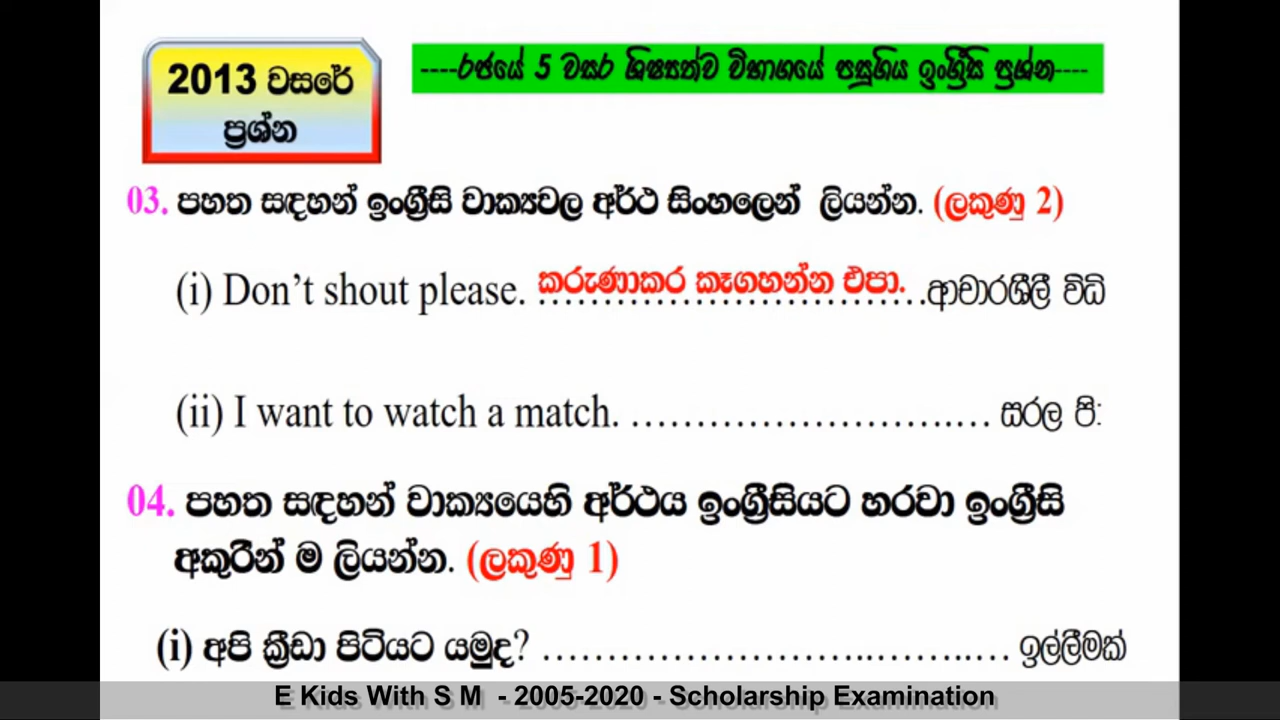 2013 වසරේ
ප්‍රශ්න
----රජයේ 5 වසර ශිෂ්‍යත්ව විභාගයේ පසුගිය ඉංග්‍රීසි ප්‍රශ්න----
03. පහත සඳහන් ඉංග්‍රීසි වාක්‍යවල අර්ථ සිංහලෙන් ලියන්න. (ලකුණු 2)
(i) Don't shout please. කරුණාකර කෑගහන්න එපා. ආචාරශීලී විධි
(ii) I want to watch a match. ................................ සරල පි:
04. පහත සඳහන් වාක්‍යයෙහි අර්ථය ඉංග්‍රීසියට හරවා ඉංග්‍රීසි
අකුරින් ම ලියන්න. (ලකුණු 1)
(i) අපි ක්‍රීඩා පිටියට යමුද? ........................................ ඉල්ලීමක්
E Kids With S M - 2005-2020 - Scholarship Examination